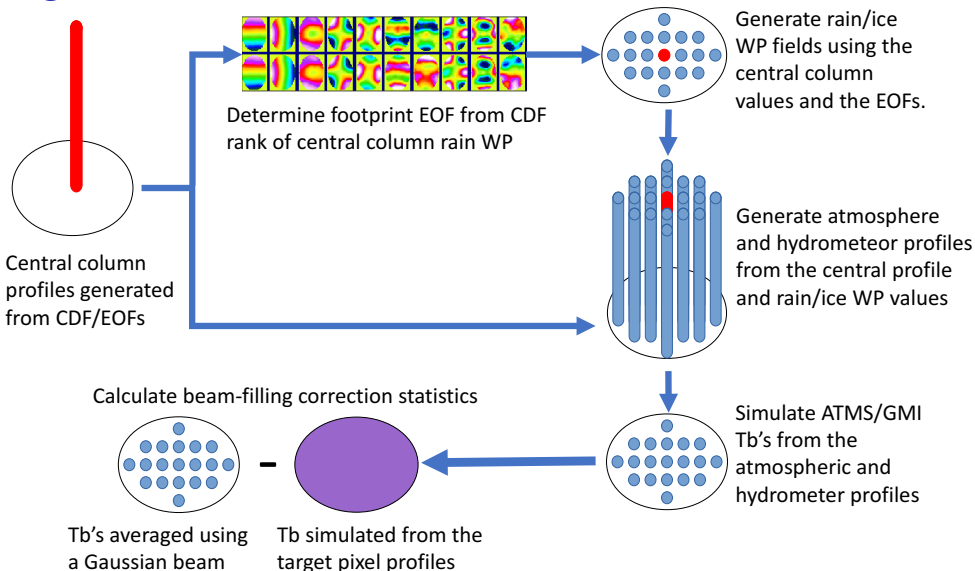 Central column
profiles generated
from CDF/EOFs
Determine footprint EOF from CDF
rank of central column rain WP
Generate rain/ice
WP fields using the
central column
values and the EOFs.
Generate atmosphere
and hydrometeor profiles
from the central profile
and rain/ice WP values
Simulate ATMS/GMI
Tb's from the
atmospheric and
hydrometer profiles
Calculate beam-filling correction statistics
-
Tb's averaged using
a Gaussian beam
Tb simulated from the
target pixel profiles